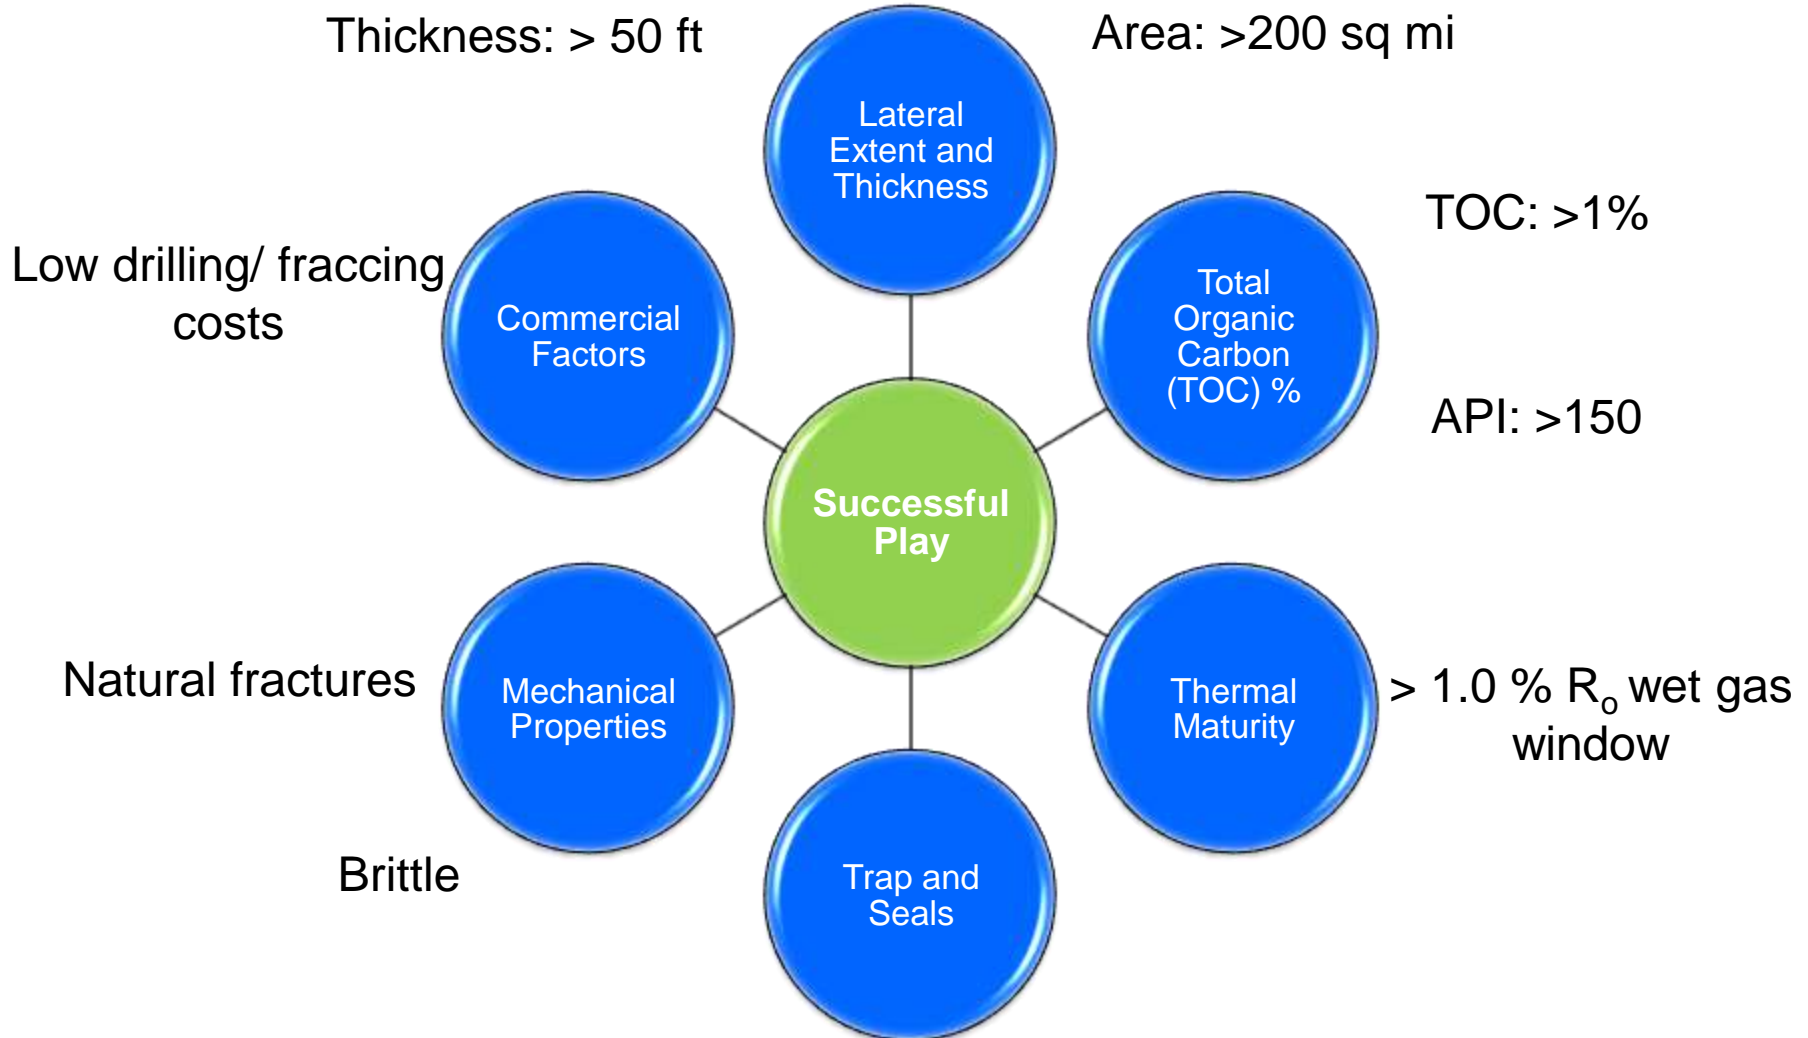 Thickness: > 50 ft
Area: >200 sq mi
Lateral
Extent and
Thickness
TOC: >1%
Low drilling/ fraccing
costs
Commercial
Factors
Total
Organic
Carbon
(TOC) %
API: >150
Successful
Play
Natural fractures
Mechanical
Properties
Thermal
Maturity
> 1.0 % Rₒ wet gas
window
Brittle
Trap and
Seals